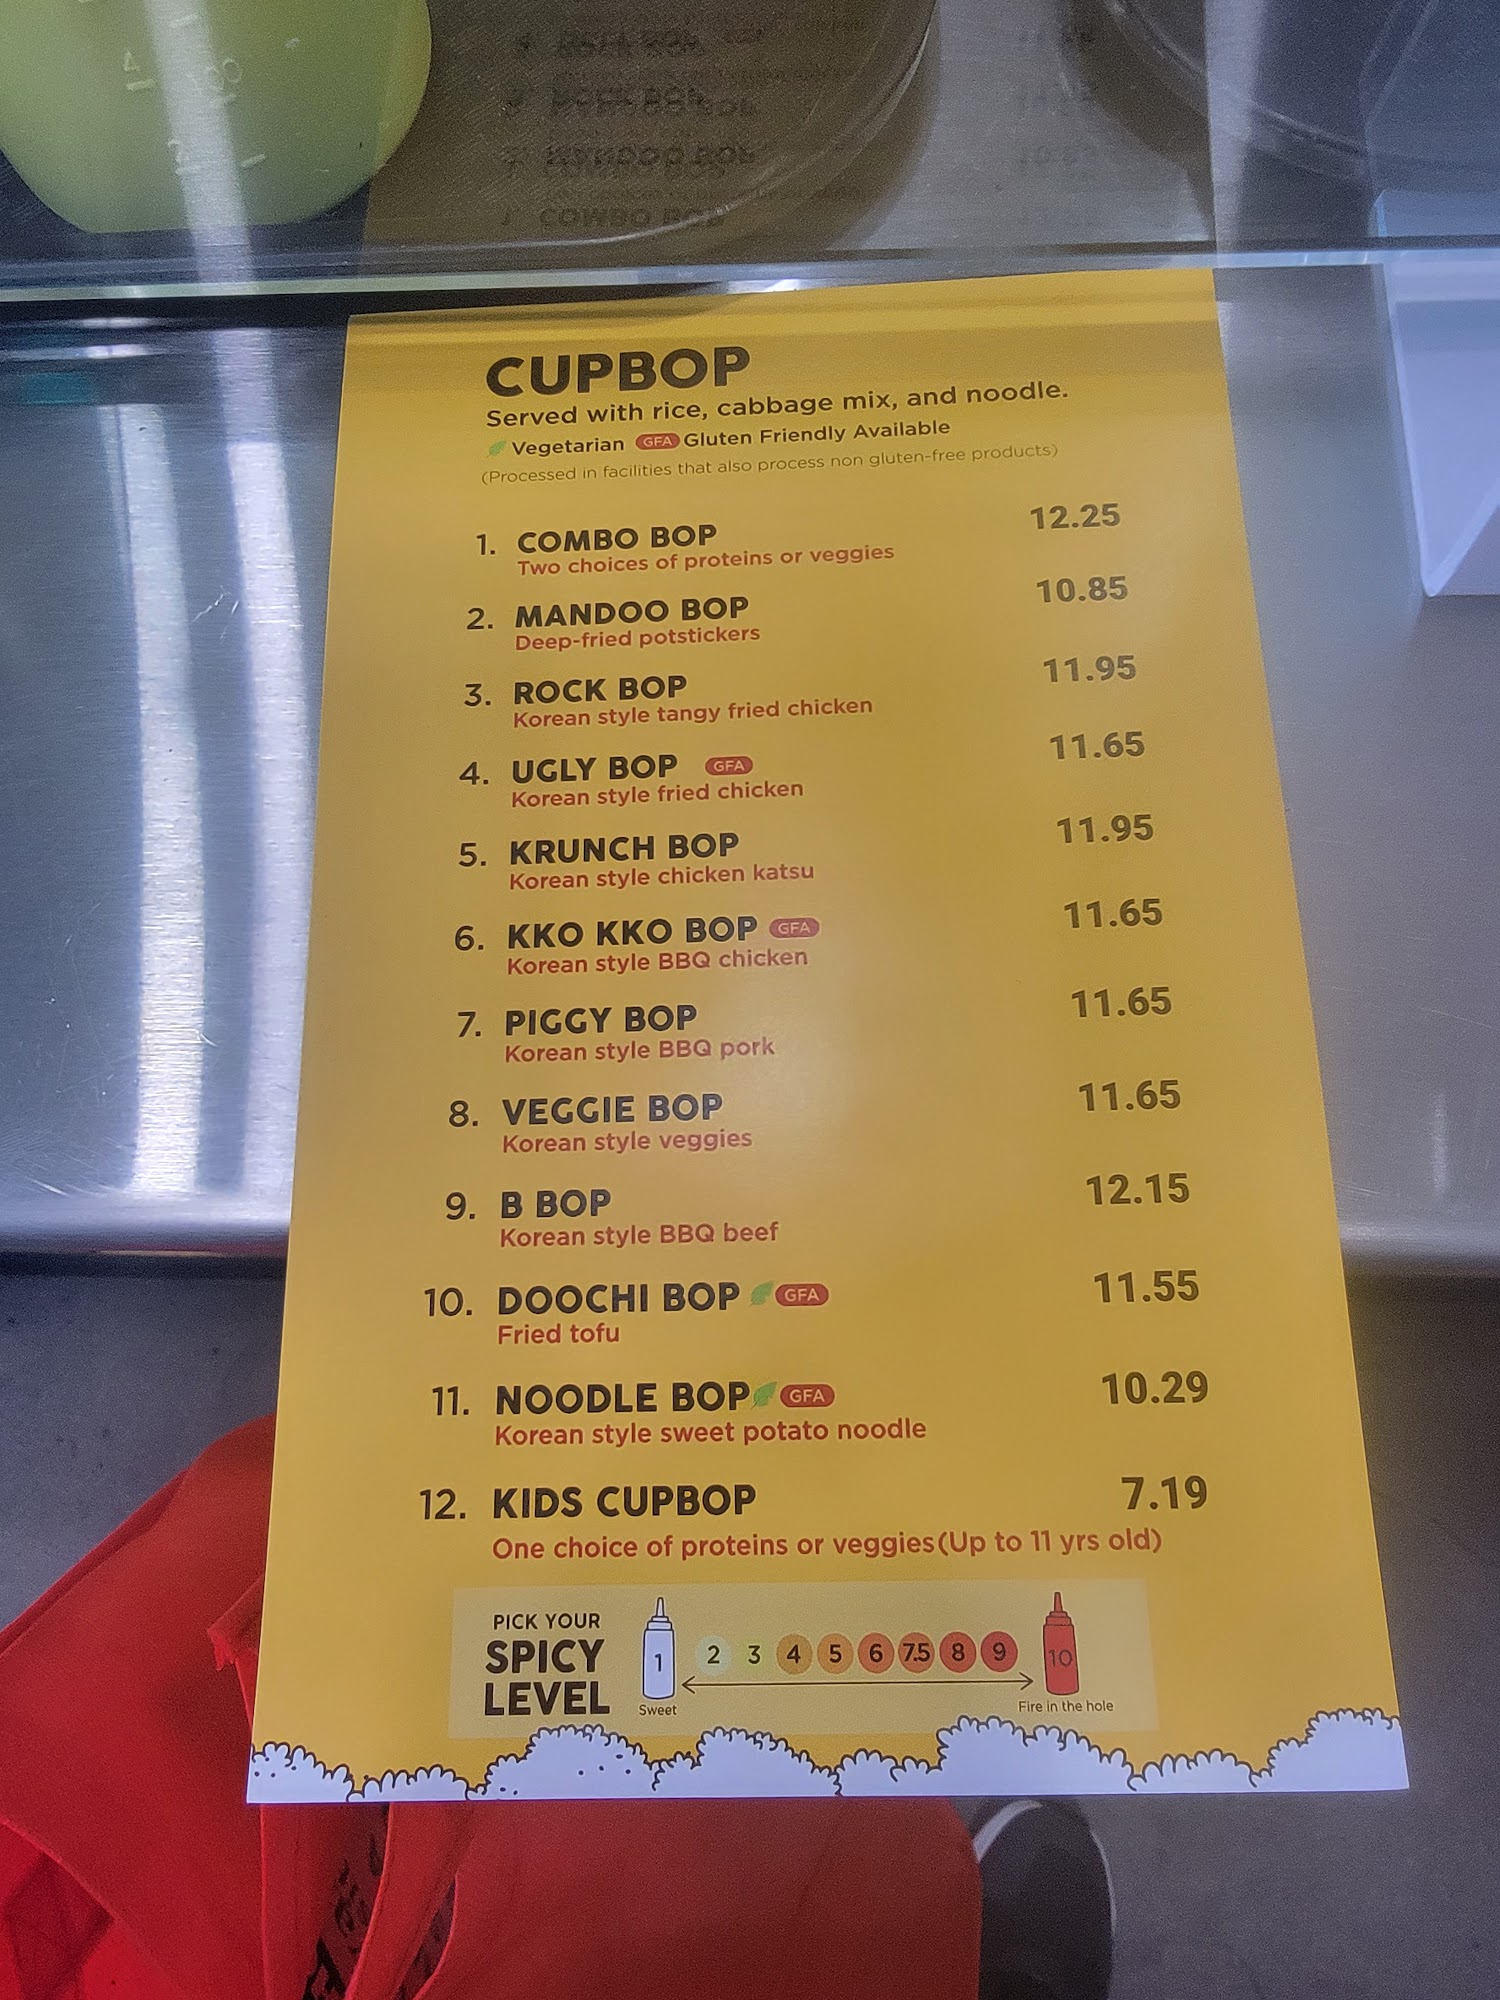 CUPBOP
Served with rice, cabbage mix, and noodle.
Vegetarian GFA Gluten Friendly Available
(Processed in facilities that also process non gluten-free products)
1. COMBO BOP 12.25
Two choices of proteins or veggies
2. MANDOO BOP 10.85
Deep-fried potstickers
3. ROCK BOP 11.95
Korean style tangy fried chicken
4. UGLY BOP GFA 11.65
Korean style fried chicken
5. KRUNCH BOP 11.95
Korean style chicken katsu
6. KKO KKO BOP GFA 11.65
Korean style BBQ chicken
7. PIGGY BOP 11.65
Korean style BBQ pork
8. VEGGIE BOP 11.65
Korean style veggies
9. B BOP 12.15
Korean style BBQ beef
10. DOOCHI BOP GFA 11.55
Fried tofu
11. NOODLE BOP GFA 10.29
Korean style sweet potato noodle
12. KIDS CUPBOP 7.19
One choice of proteins or veggies(Up to 11 yrs old)
PICK YOUR
SPICY
LEVEL
1 2 3 4 5 6 7.5 8 9 10
Sweet Fire in the hole